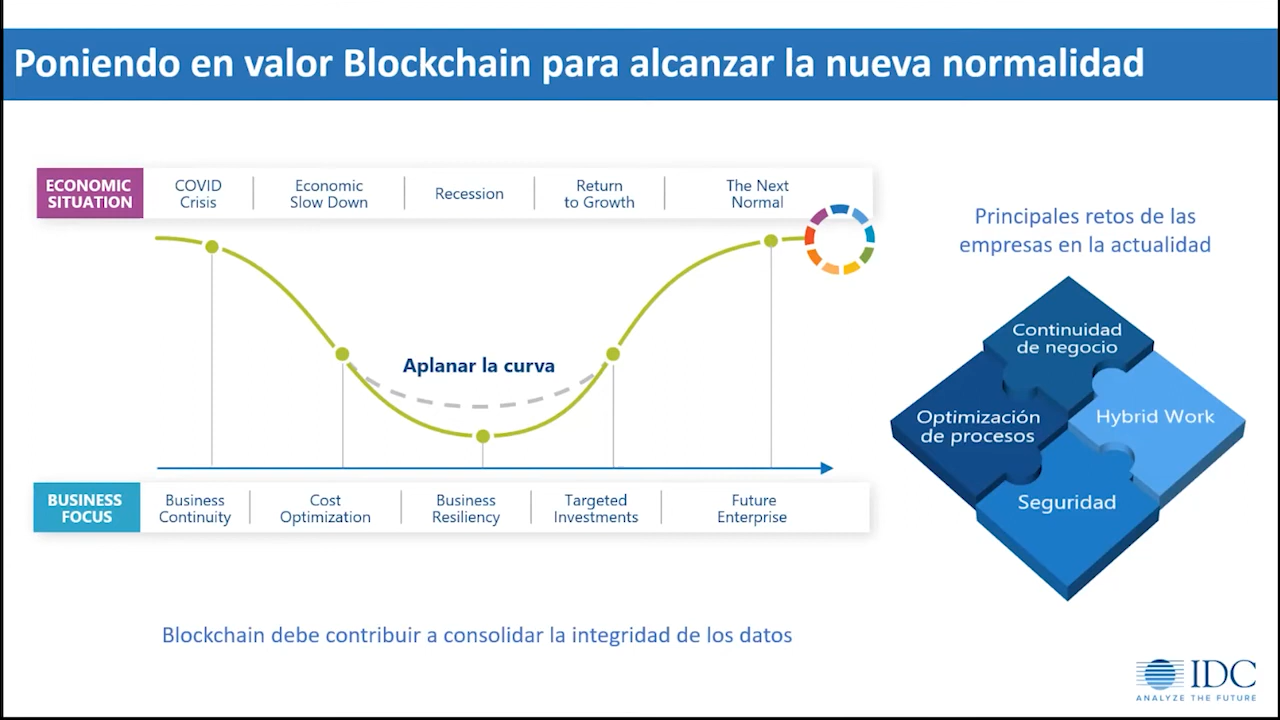 Poniendo en valor Blockchain para alcanzar la nueva normalidad
ECONOMIC
SITUATION
COVID
Crisis
Economic
Slow Down
Recession
Return
to Growth
The Next
Normal
Aplanar la curva
BUSINESS
FOCUS
Business
Continuity
Cost
Optimization
Business
Resiliency
Targeted
Investments
Future
Enterprise
Principales retos de las
empresas en la actualidad
Continuidad
de negocio
Optimización
de procesos
Hybrid Work
Seguridad
Blockchain debe contribuir a consolidar la integridad de los datos
IDC
ANALYZE THE FUTURE